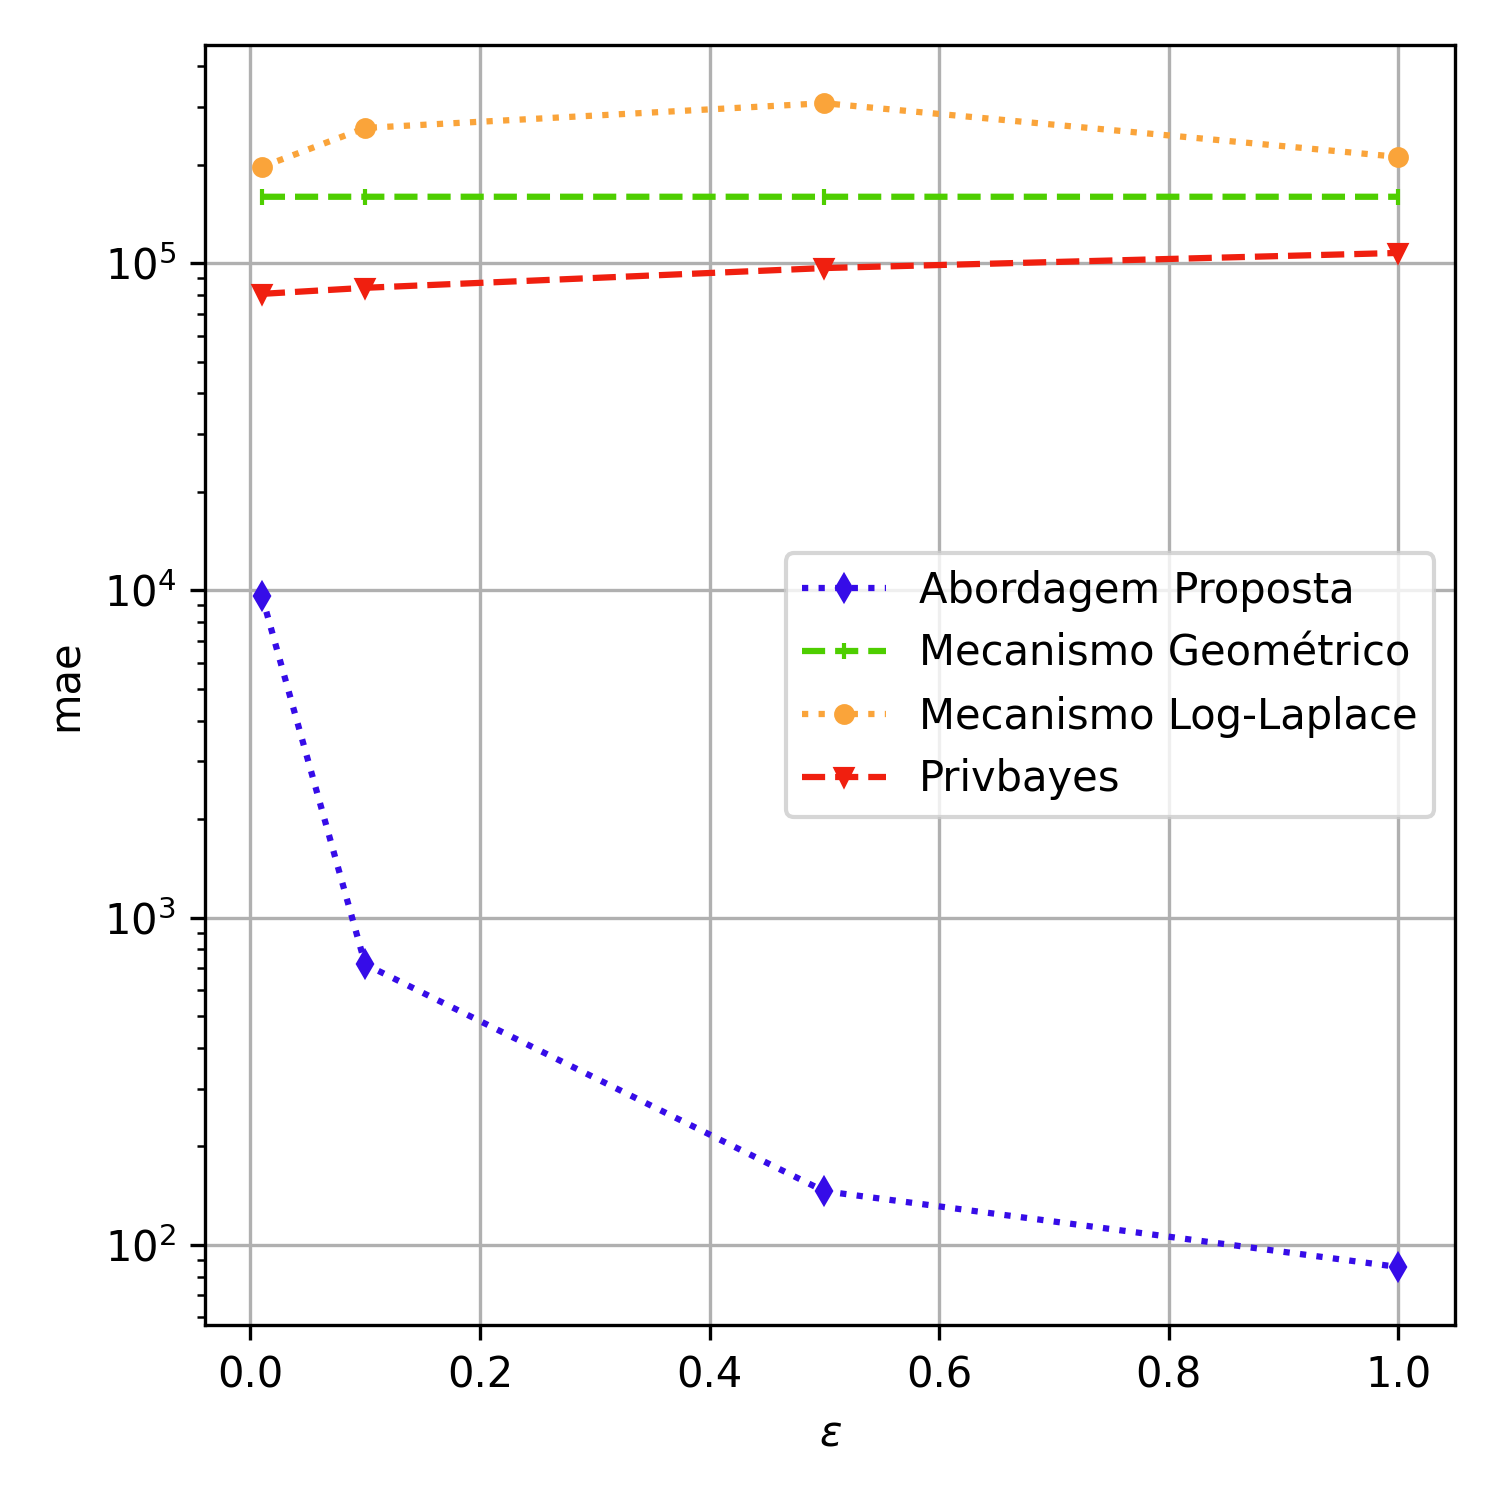 10⁵
10⁴
10³
10²
mae
Abordagem Proposta
Mecanismo Geométrico
Mecanismo Log-Laplace
Privbayes
0.0 0.2 0.4 0.6 0.8 1.0
ε